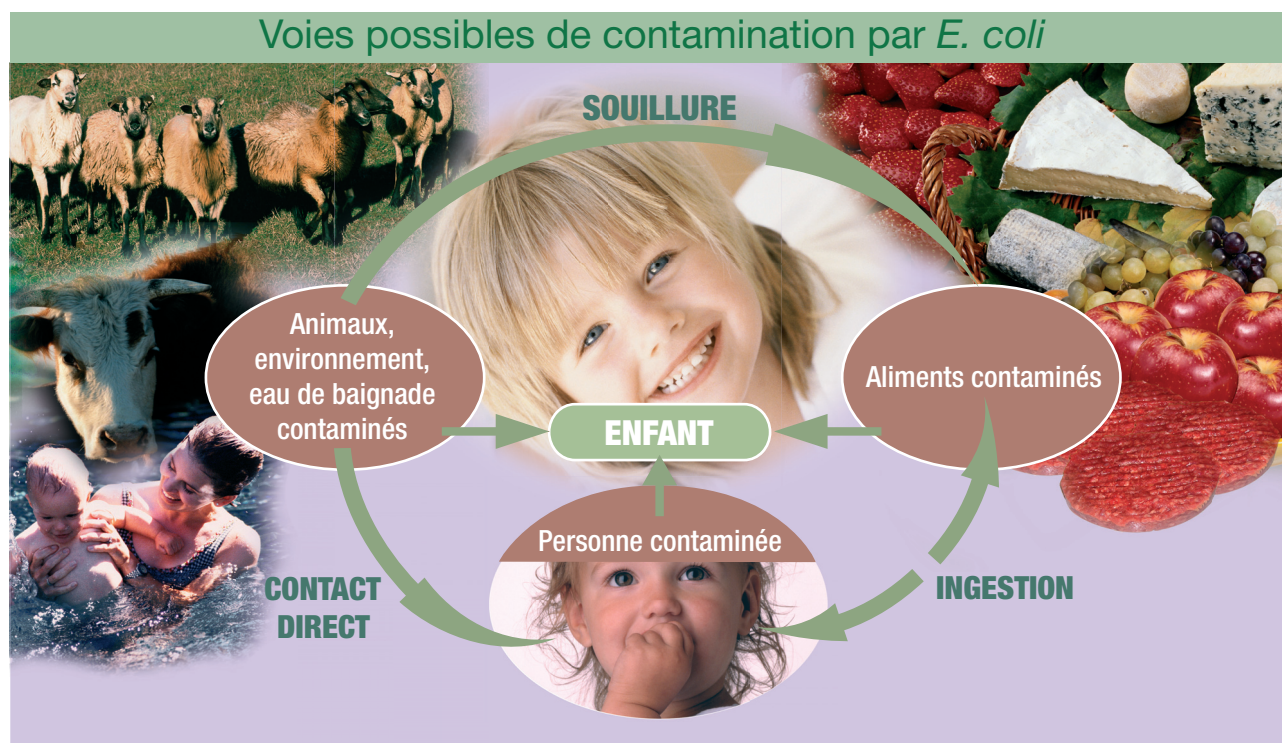 Voies possibles de contamination par E. coli
SOUILLURE
Animaux,
environnement,
eau de baignade
contaminés
Aliments contaminés
ENFANT
Personne contaminée
CONTACT
DIRECT
INGESTION